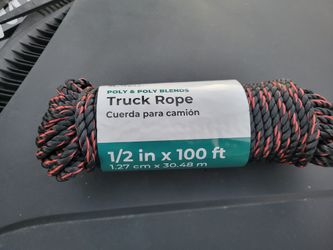 POLY & POLY BLENDS
Truck Rope
Cuerda para camión
1/2 in x 100 ft
1.27 cm x 30.48 m